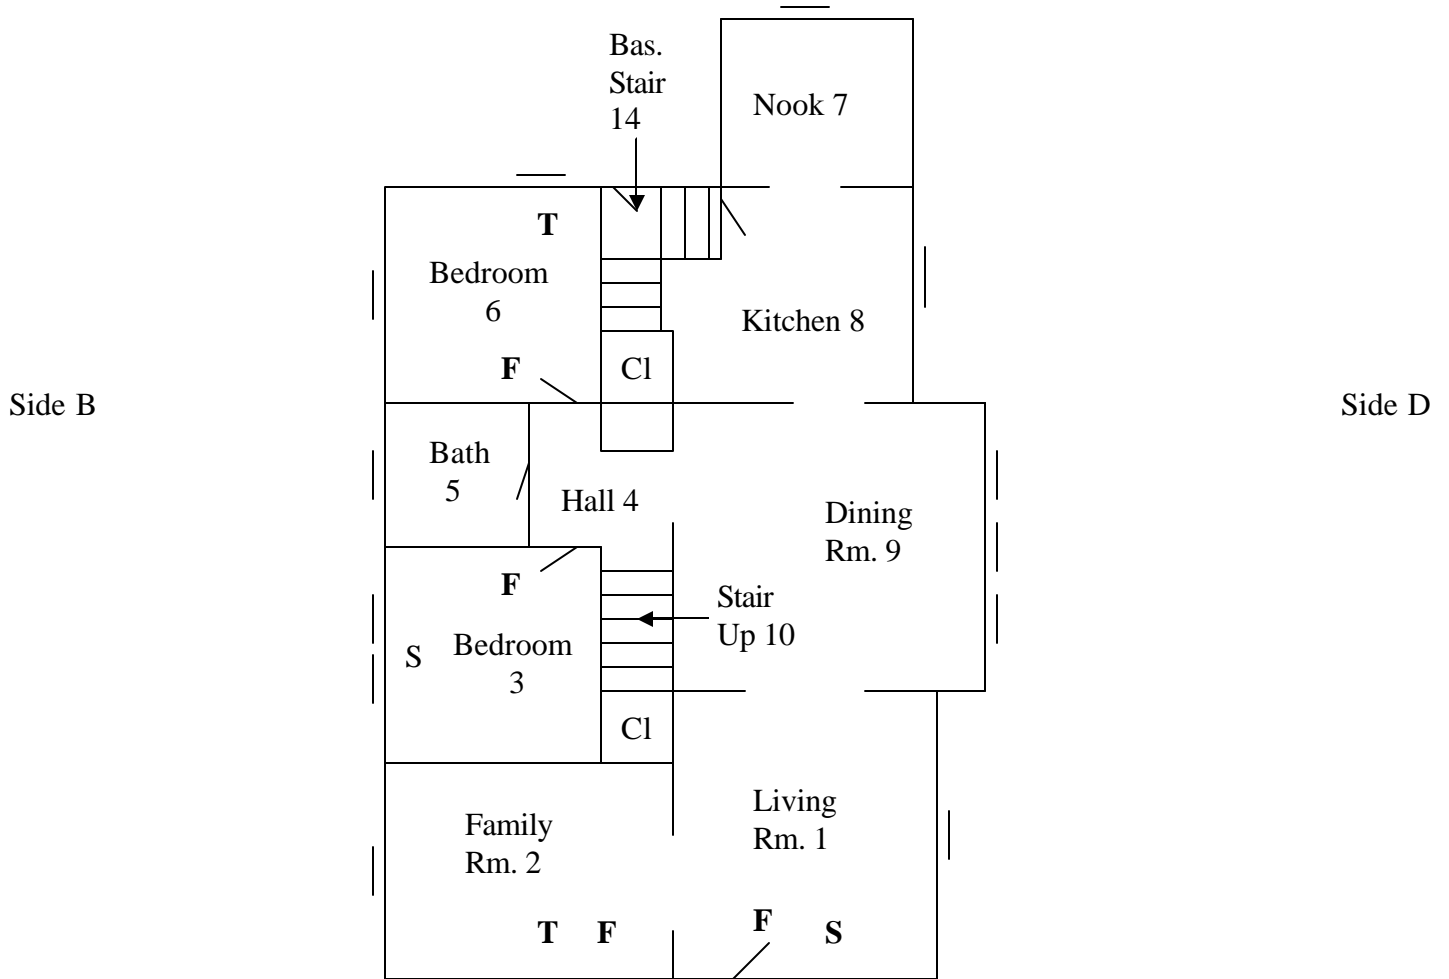 Bas.
Stair
14
Nook 7
T
Bedroom
6
Kitchen 8
F
Cl
Side B
Side D
Bath
5
Hall 4
Dining
Rm. 9
F
Stair
Up 10
S
Bedroom
3
Cl
Living
Rm. 1
Family
Rm. 2
T F
F S